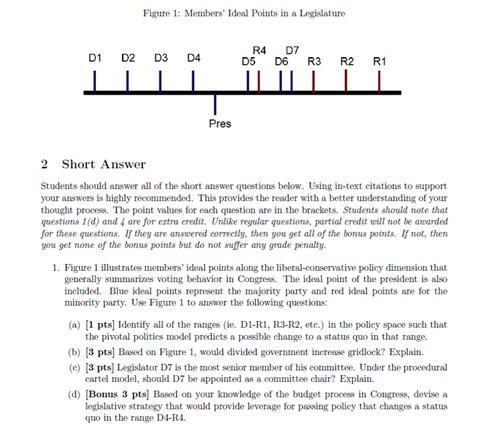 Figure 1: Members' Ideal Points in a Legislature
R4 D7
D1 D2 D3 D4 D5 D6 R3 R2 R1
Pres
2 Short Answer
Students should answer all of the short answer questions below. Using in-text citations to support
your answers is highly recommended. This provides the reader with a better understanding of your
thought process. The point values for each question are in the brackets. Students should note that
questions 1(d) and 4 are for extra credit. Unlike regular questions, partial credit will not be awarded
for these questions. If they are answered correctly, then you get all of the bonus points. If not, then
you get none of the bonus points but do not suffer any grade penalty.
1. Figure 1 illustrates members' ideal points along the liberal-conservative policy dimension that
generally summarizes voting behavior in Congress. The ideal point of the president is also
included. Blue ideal points represent the majority party and red ideal points are for the
minority party. Use Figure 1 to answer the following questions:
(a) [1 pts] Identify all of the ranges (ie. D1-R1, R3-R2, etc.) in the policy space such that
the pivotal politics model predicts a possible change to a status quo in that range.
(b) [3 pts] Based on Figure 1, would divided government increase gridlock? Explain.
(c) [3 pts] Legislator D7 is the most senior member of his committee. Under the procedural
cartel model, should D7 be appointed as a committee chair? Explain.
(d) [Bonus 3 pts] Based on your knowledge of the budget process in Congress, devise a
legislative strategy that would provide leverage for passing policy that changes a status
quo in the range D4-R4.